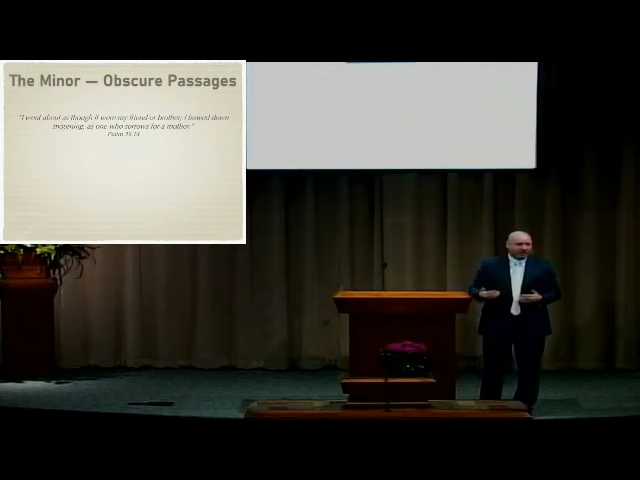 The Minor — Obscure Passages
"I went about as though it were my friend or brother; I bowed down
mourning, as one who sorrows for a mother."
Psalm 35:14